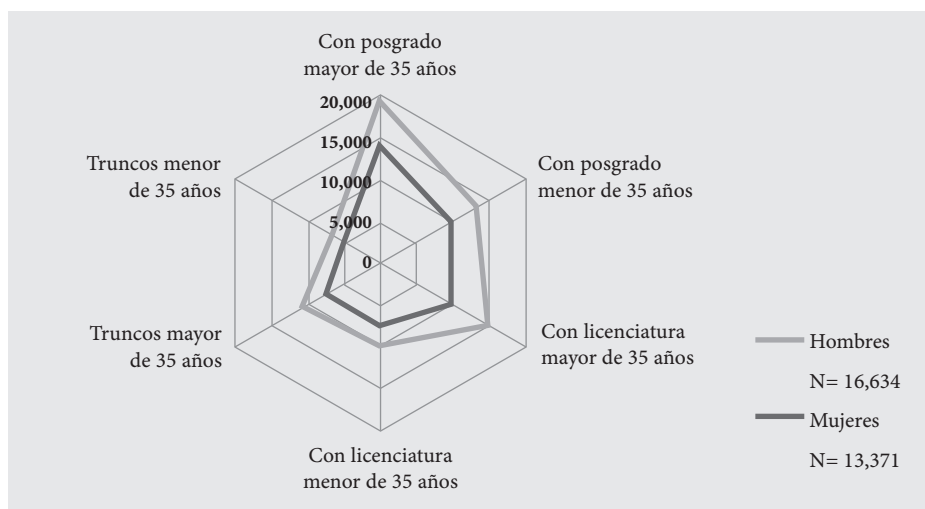 Con posgrado
mayor de 35 años
20,000
15,000
10,000
5,000
0
Con posgrado
menor de 35 años
Con licenciatura
mayor de 35 años
Con licenciatura
menor de 35 años
Truncos mayor
de 35 años
Truncos menor
de 35 años
Hombres
N= 16,634
Mujeres
N= 13,371